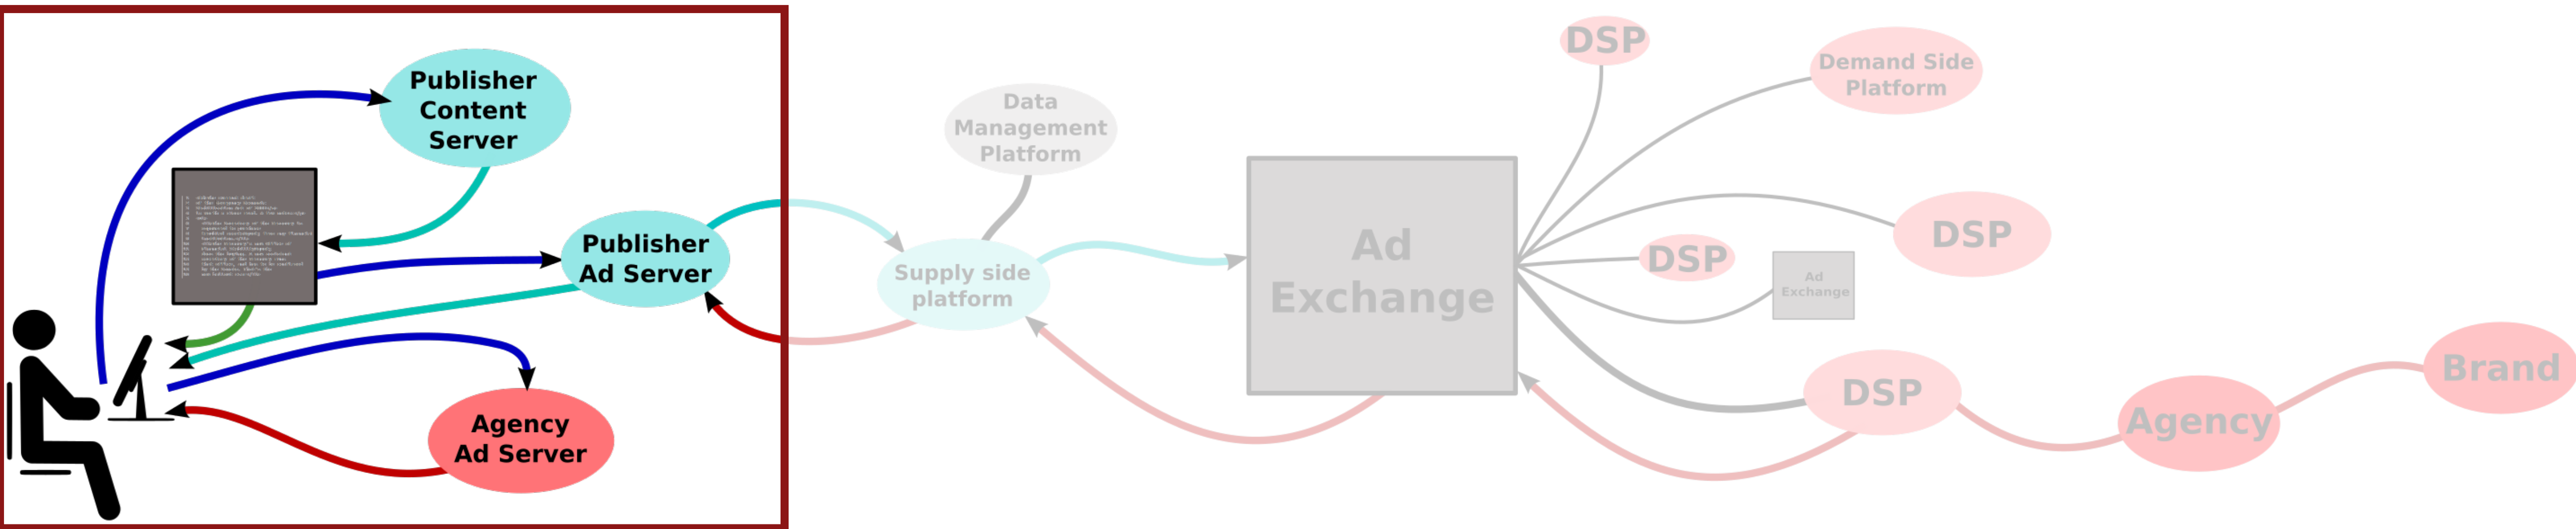 Publisher
Content
Server
Publisher
Ad Server
Agency
Ad Server
Data
Management
Platform
Supply side
platform
Ad
Exchange
DSP
Demand Side
Platform
DSP
DSP
Ad
Exchange
DSP
Agency
Brand